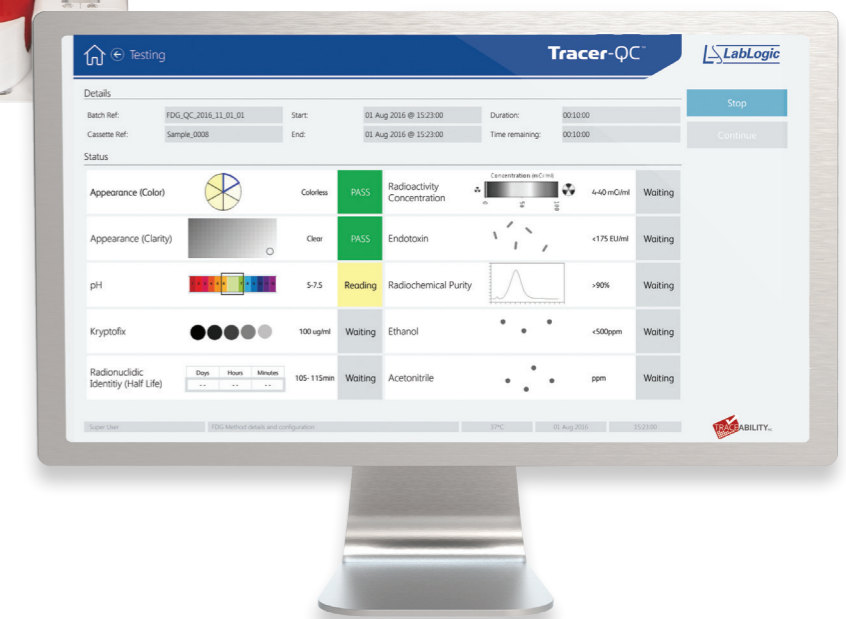 Testing
Tracer-QC™
LabLogic
Details
Batch Ref: FDG_QC_2016_11_01_01 Start: 01 Aug 2016 @ 15:23:00 Duration: 00:10:00
Stop
Cassette Ref: Sample_0008 End: 01 Aug 2016 @ 15:23:00 Time remaining: 00:10:00
Continue
Status
Appearance (Color) Colorless PASS
Radioactivity Concentration Concentration (mCi/ml) 0 50 100 4-40 mCi/ml Waiting
Appearance (Clarity) Clear PASS Endotoxin <175 EU/ml Waiting
pH 5-7.5 Reading Radiochemical Purity >90% Waiting
Kryptofix 100 ug/ml Waiting Ethanol <500ppm Waiting
Radionuclidic
Identitiy (Half Life) Days Hours Minutes -- -- -- 105- 115min Waiting Acetonitrile ppm Waiting
Super User FDG Method details and configuration 37°C 01 Aug 2016 15:23:00
TRACEABILITY